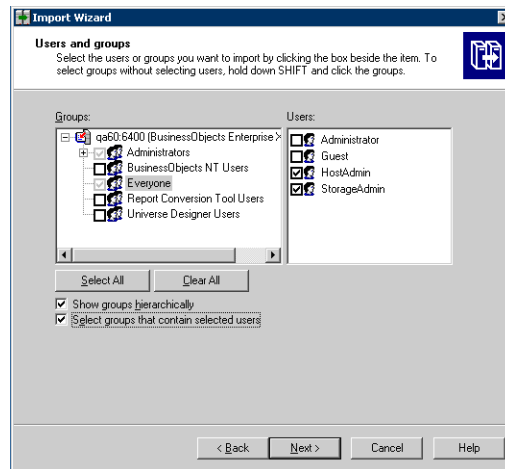 Import Wizard
Users and groups
Select the users or groups you want to import by clicking the box beside the item. To
select groups without selecting users, hold down SHIFT and click the groups.
Groups:
Users:
qa60:6400 (BusinessObjects Enterprise X
Administrators
BusinessObjects NT Users
Everyone
Report Conversion Tool Users
Universe Designer Users
Administrator
Guest
HostAdmin
StorageAdmin
Select All
Clear All
Show groups hierarchically
Select groups that contain selected users
< Back
Next >
Cancel
Help